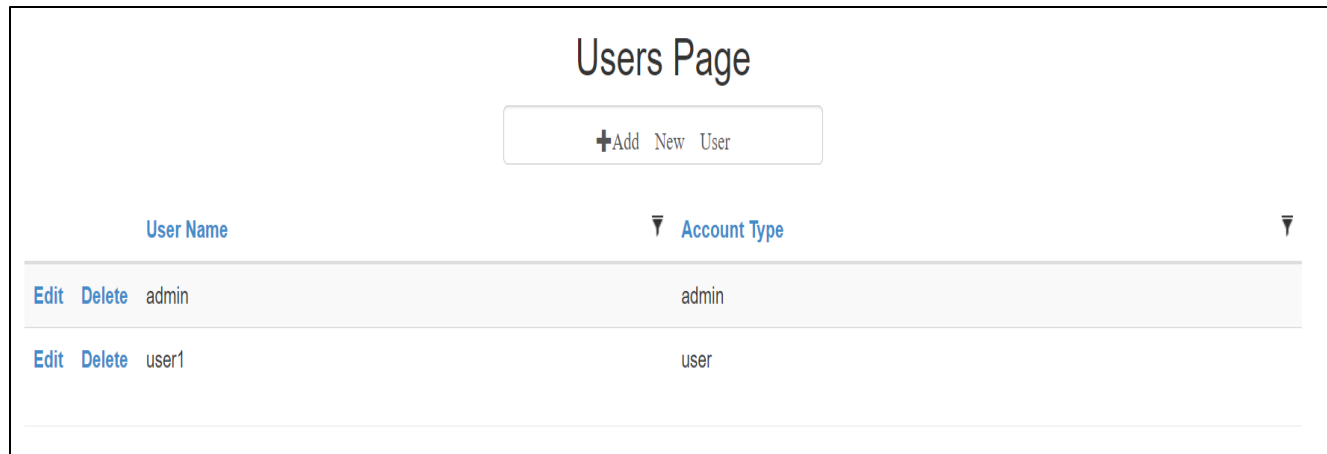 Users Page
+Add New User
User Name Account Type
Edit Delete admin admin
Edit Delete user1 user